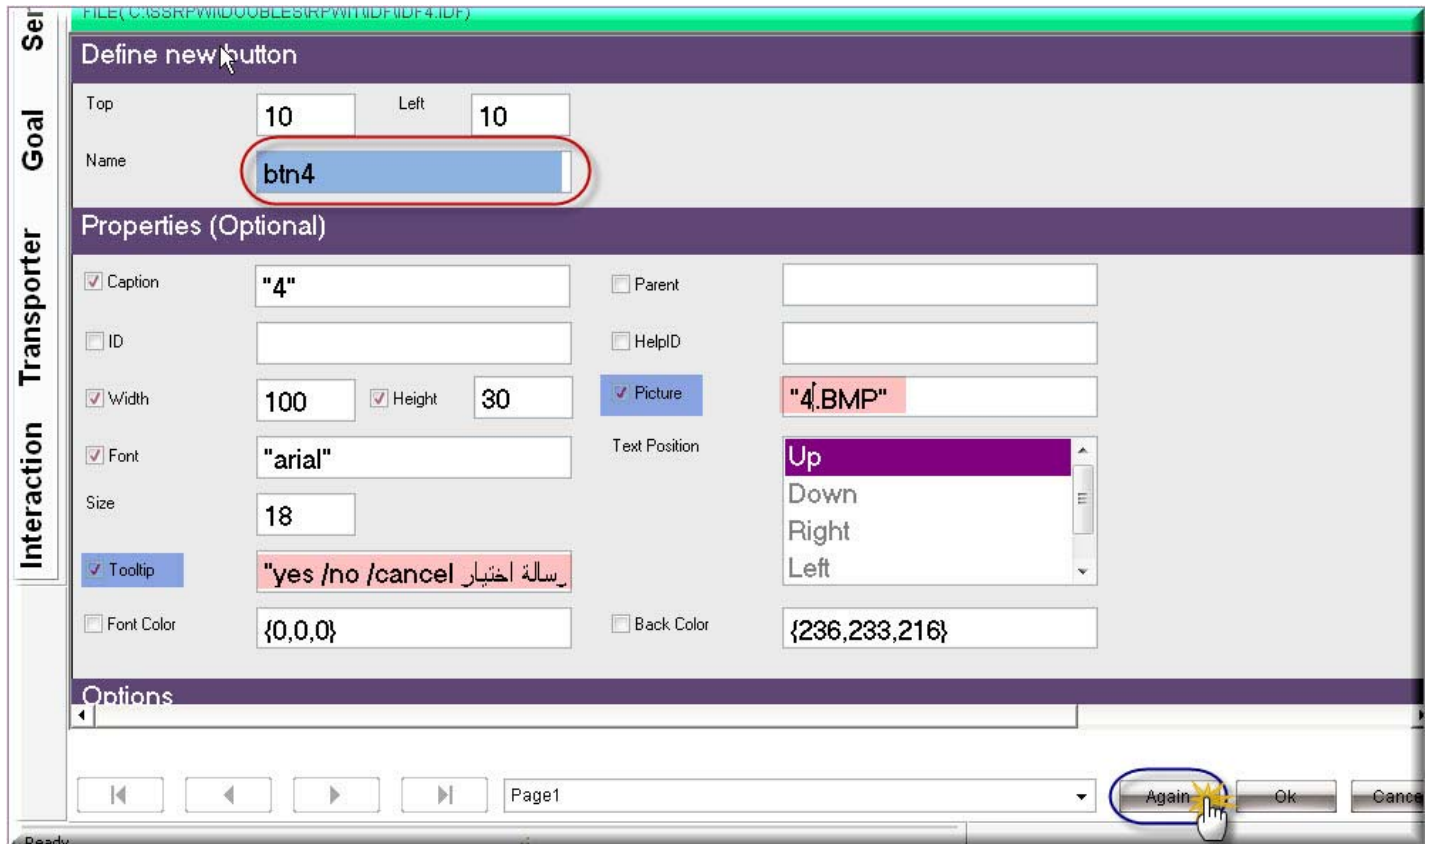 FILE( C:\SSRPWI\DOUBLES\RPWI1\IDF\IDF4.IDF)
Define new button
Top 10 Left 10
Name btn4
Properties (Optional)
Caption "4" Parent
ID HelpID
Width 100 Height 30 Picture "4.BMP"
Font "arial" Text Position Up
Down
Size 18 Right
Tooltip "yes /no /cancel رسالة اختيار Left
Font Color {0,0,0} Back Color {236,233,216}
Options
Page1 Again Ok Cance
Ready
Interaction Transporter Goal Ser